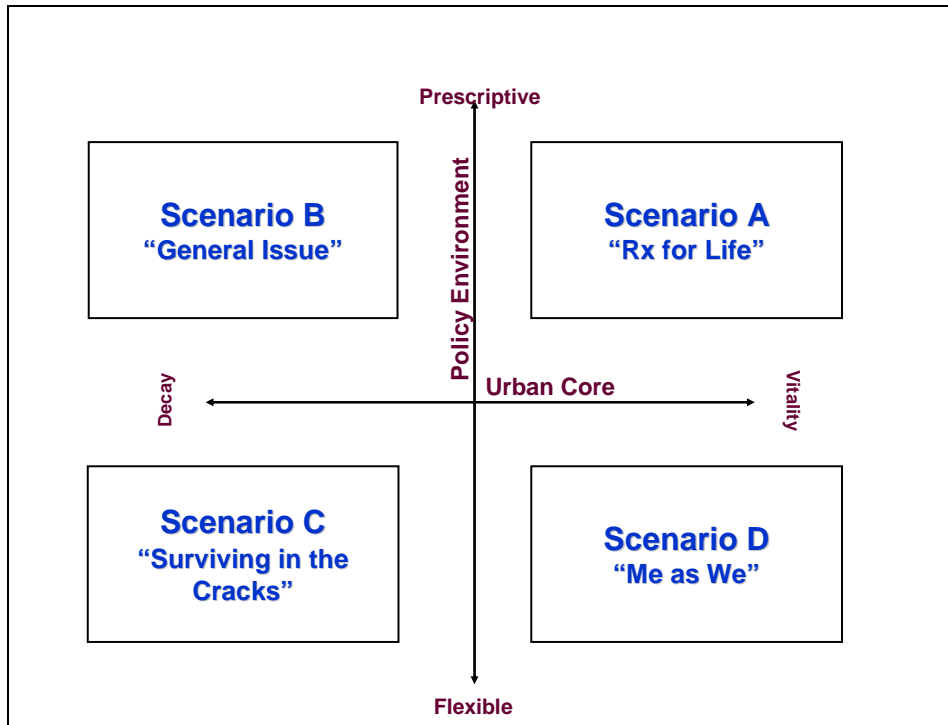 Prescriptive
Policy Environment
Scenario B
“General Issue”
Scenario A
“Rx for Life”
Decay
Urban Core
Vitality
Scenario C
“Surviving in the
Cracks”
Scenario D
“Me as We”
Flexible